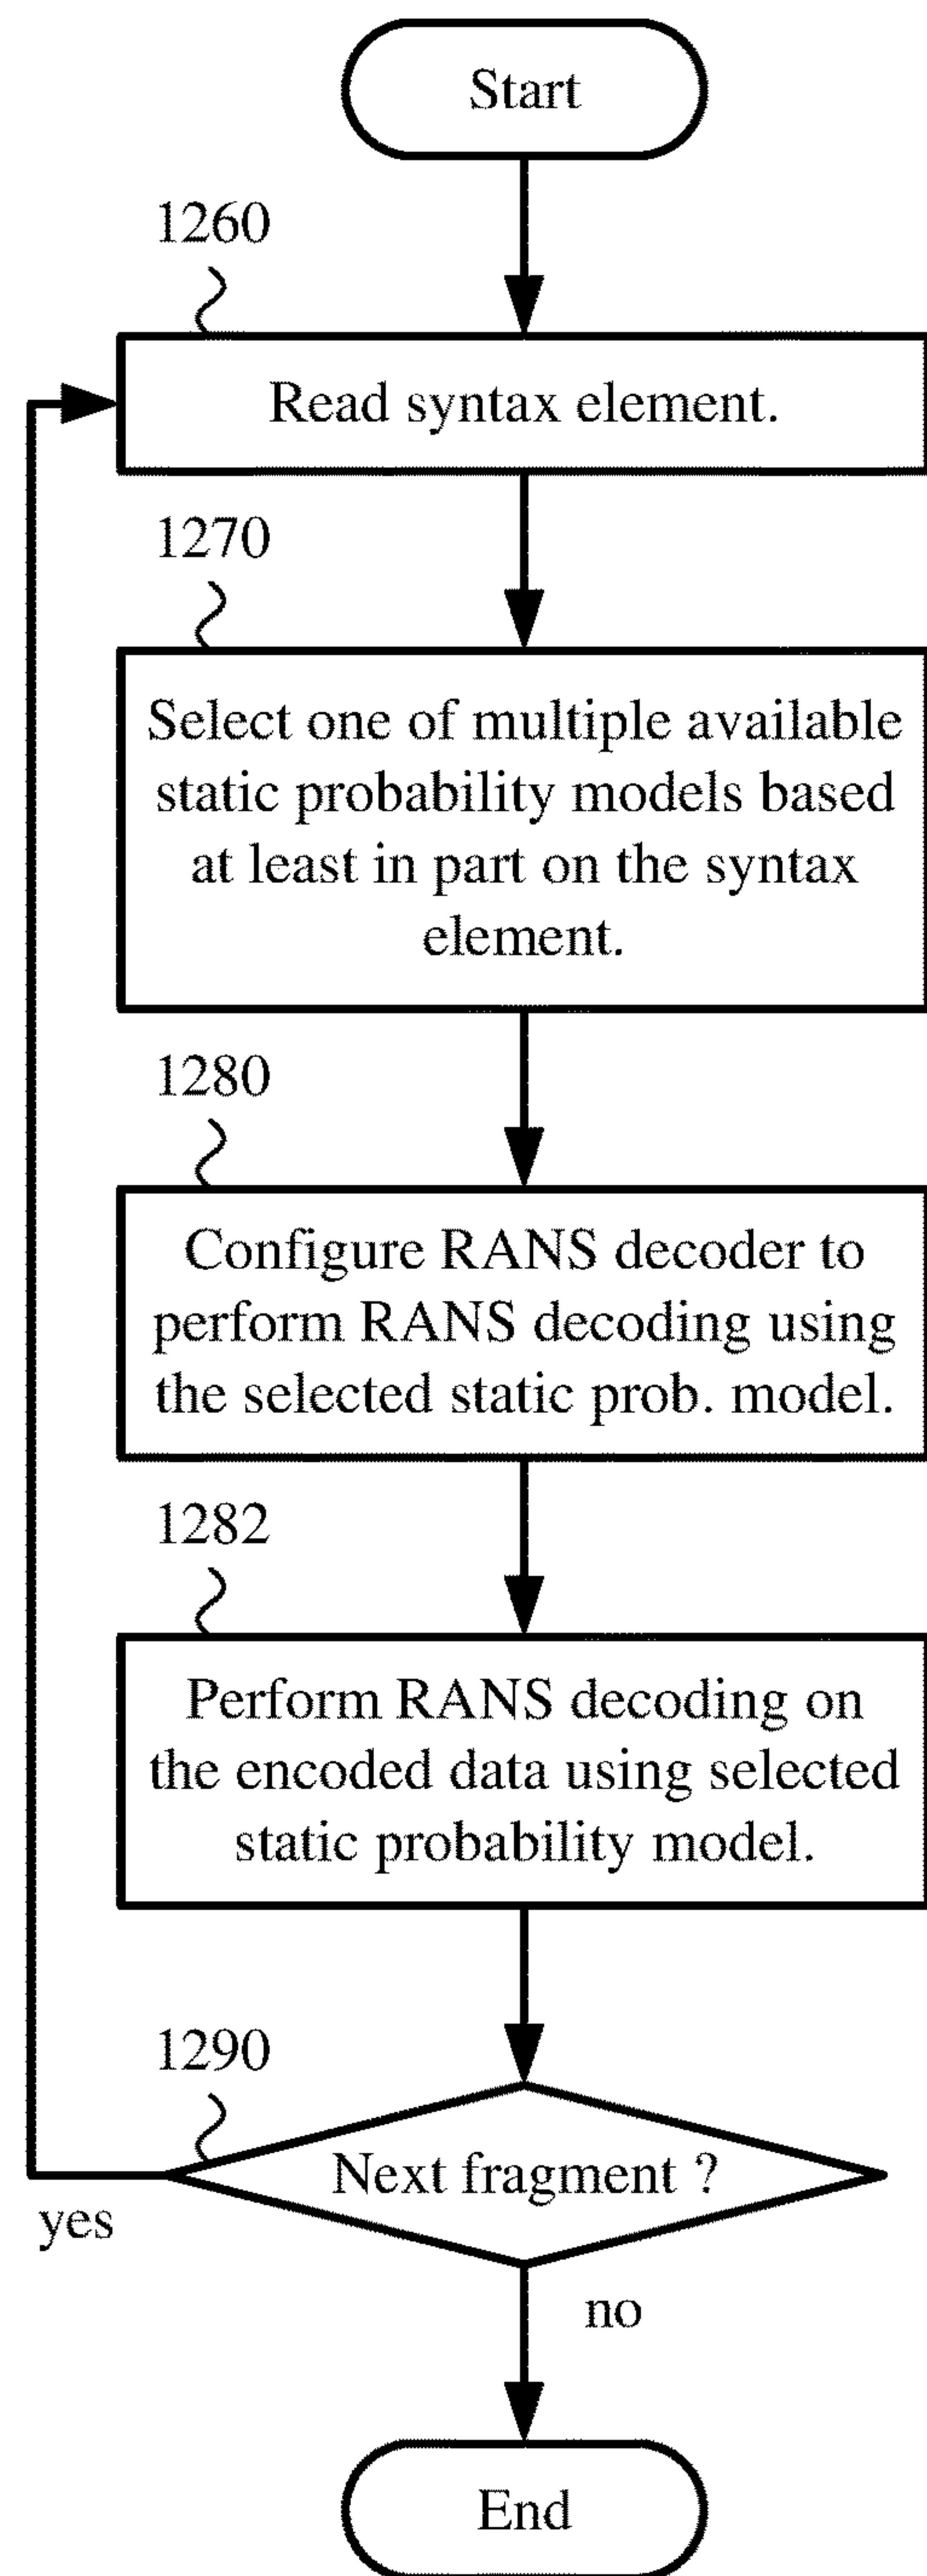 Start
1260
Read syntax element.
1270
Select one of multiple available
static probability models based
at least in part on the syntax
element.
1280
Configure RANS decoder to
perform RANS decoding using
the selected static prob. model.
1282
Perform RANS decoding on
the encoded data using selected
static probability model.
1290
Next fragment ?
yes
no
End